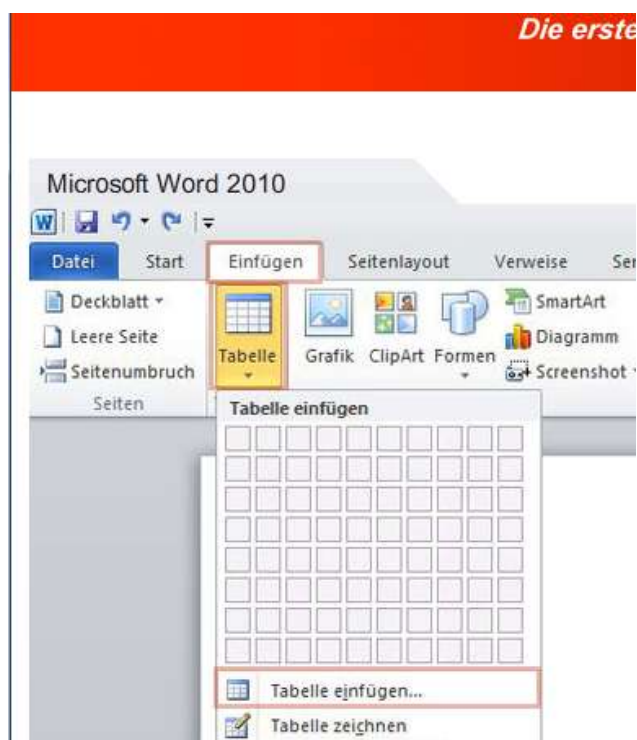 Die erste
Microsoft Word 2010
Datei Start Einfügen Seitenlayout Verweise
Deckblatt
Leere Seite
Seitenumbruch
Seiten
Tabelle
Grafik
ClipArt
Formen
SmartArt
Diagramm
Screenshot
Tabelle einfügen
Tabelle einfügen...
Tabelle zeichnen